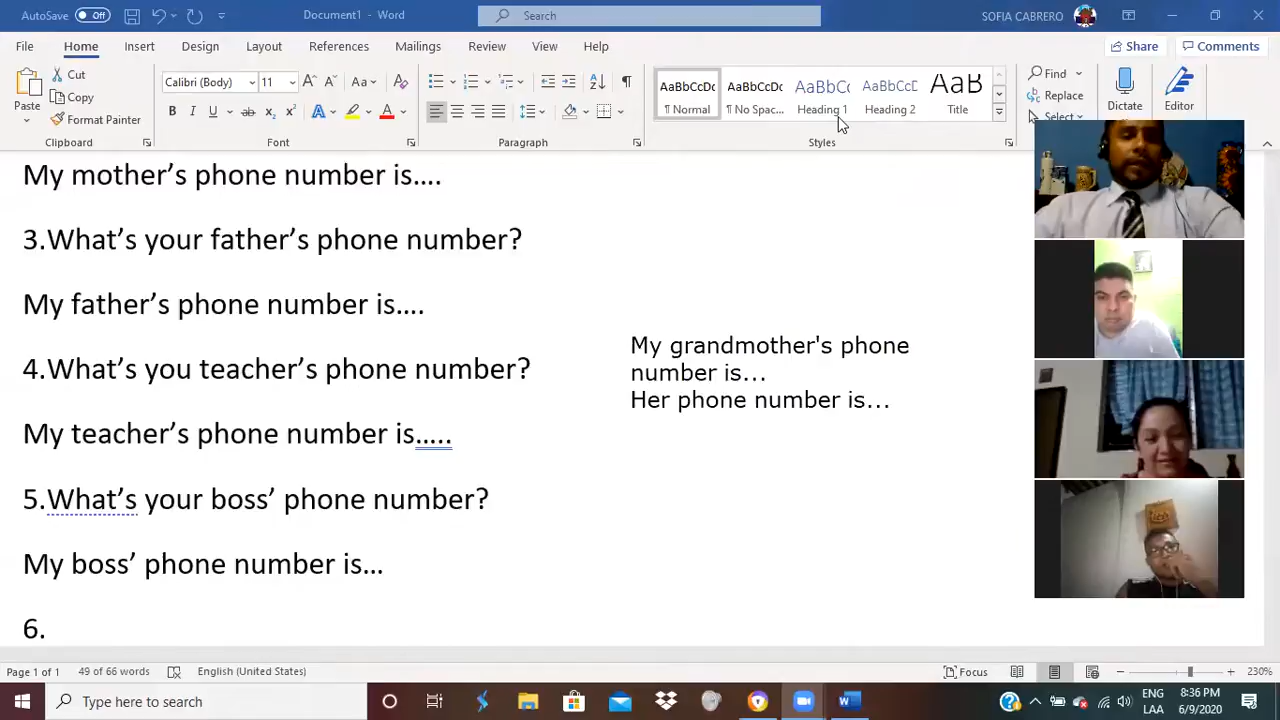 AutoSave Off Document1 - Word Search SOFIA CABRERO
File Home Insert Design Layout References Mailings Review View Help Share Comments
Paste Cut Copy Format Painter
Calibri (Body) 11
AaBbCcDc ¶ Normal AaBbCcDc ¶ No Spac... AaBbCc Heading 1 AaBbCcE Heading 2 AaB Title
Find Replace Select Dictate Editor
Clipboard Font Paragraph Styles
My mother’s phone number is….
3.What’s your father’s phone number?
My father’s phone number is….
4.What’s you teacher’s phone number?
My teacher’s phone number is…..
5.What’s your boss’ phone number?
My boss’ phone number is…
6.
My grandmother's phone
number is…
Her phone number is…
Page 1 of 1 49 of 66 words English (United States) Focus 230%
Type here to search ENG LAA 8:36 PM 6/9/2020